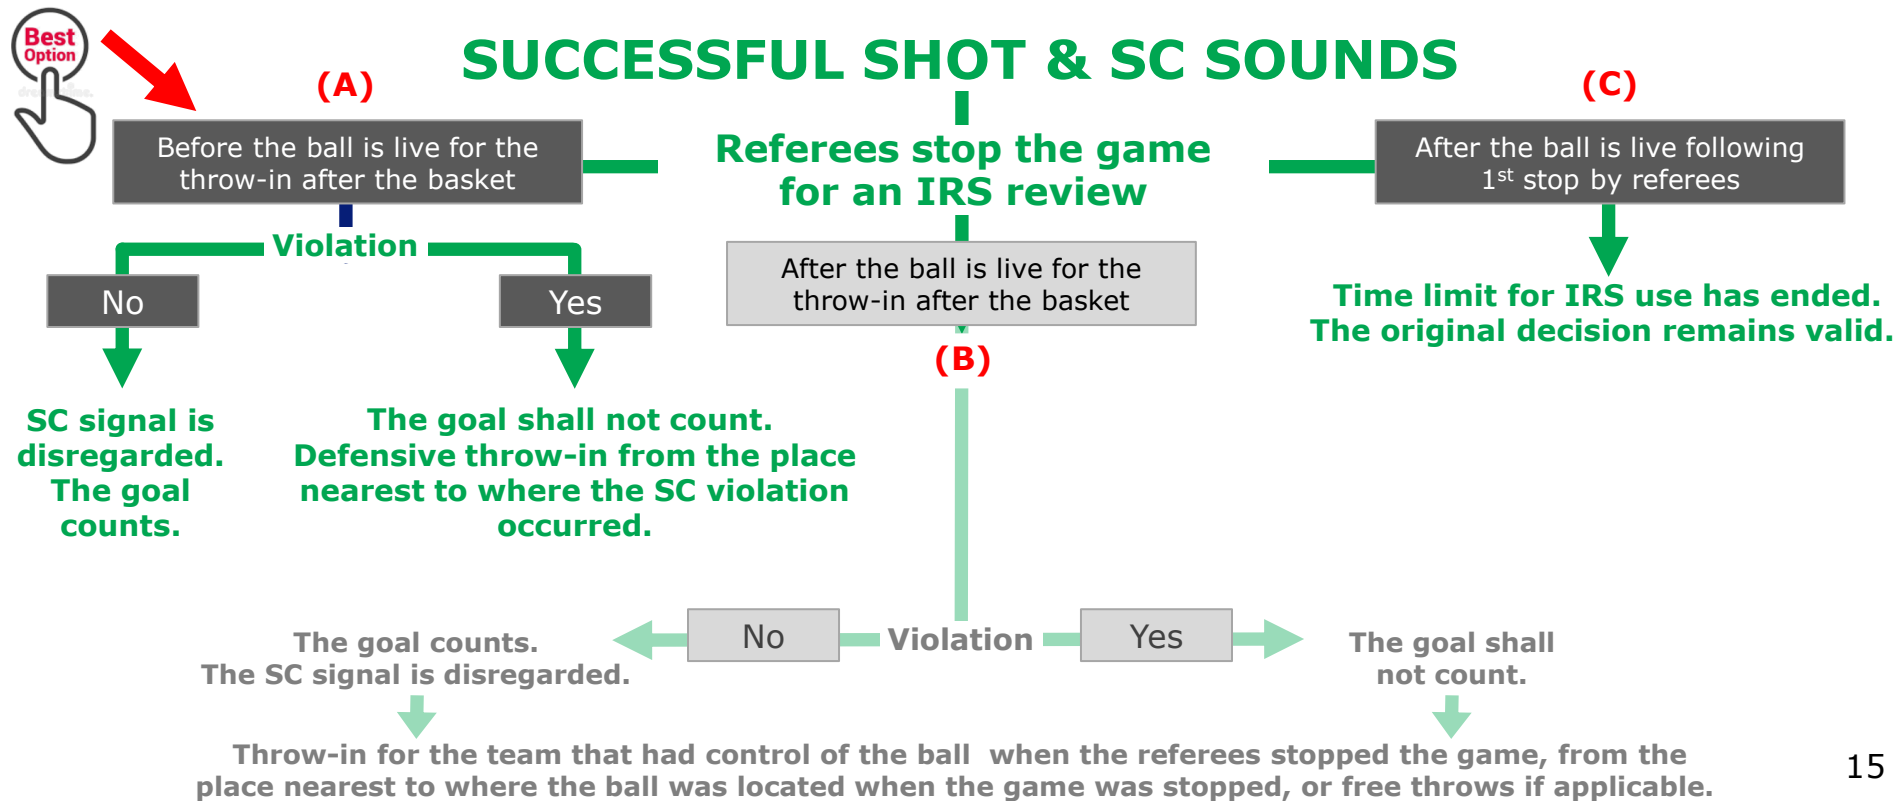 Best
Option
SUCCESSFUL SHOT & SC SOUNDS
(A)
(C)
Before the ball is live for the
throw-in after the basket
Referees stop the game
for an IRS review
After the ball is live following
1st stop by referees
Violation
After the ball is live for the
throw-in after the basket
No
Yes
Time limit for IRS use has ended.
The original decision remains valid.
(B)
SC signal is
disregarded.
The goal
counts.
The goal shall not count.
Defensive throw-in from the place
nearest to where the SC violation
occurred.
The goal counts.
The SC signal is disregarded.
No
Violation
Yes
The goal shall
not count.
Throw-in for the team that had control of the ball when the referees stopped the game, from the
place nearest to where the ball was located when the game was stopped, or free throws if applicable.
15